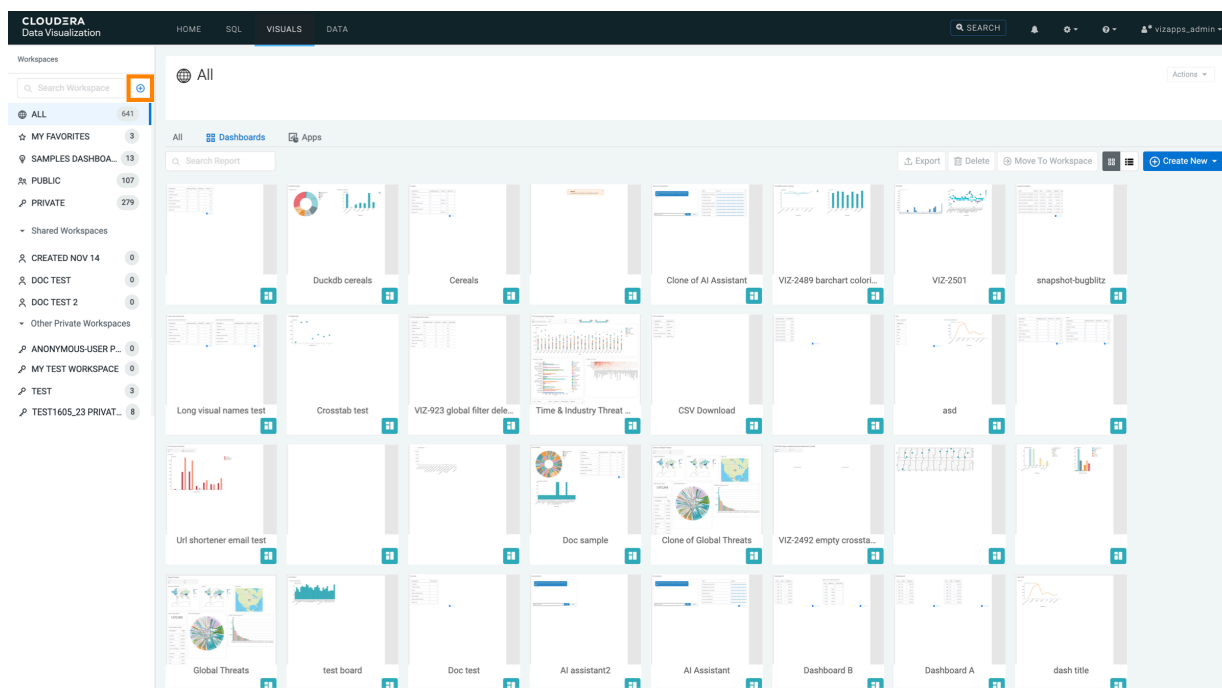 CLOUDERA
Data Visualization
HOME SQL VISUALS DATA
SEARCH
vizapps_admin
Workspaces
Search Workspace
ALL 641
MY FAVORITES 3
SAMPLES DASHBOA... 13
PUBLIC 107
PRIVATE 279
Shared Workspaces
CREATED NOV 14 0
DOC TEST 0
DOC TEST 2 0
Other Private Workspaces
ANONYMOUS-USER P... 0
MY TEST WORKSPACE 0
TEST 3
TEST1605_23 PRIVAT... 8
All
Actions
All Dashboards Apps
Search Report
Export Delete Move To Workspace Create New
Duckdb cereals Cereals Clone of AI Assistant VIZ-2489 barchart colori... VIZ-2501 snapshot-bugblitz
Long visual names test Crosstab test VIZ-923 global filter dele... Time & Industry Threat ... CSV Download asd
Url shortener email test Doc sample Clone of Global Threats VIZ-2492 empty crossta...
Global Threats test board Doc test AI assistant2 AI Assistant Dashboard B Dashboard A dash title